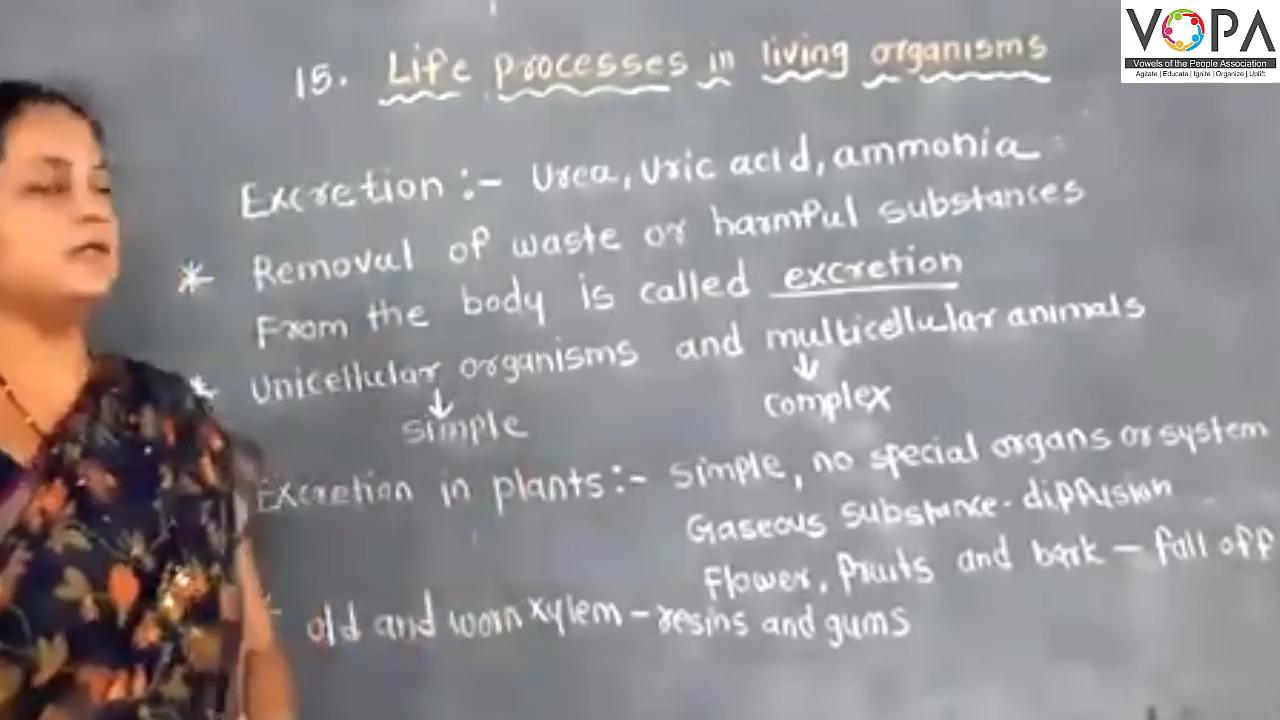 VOPA
Vowels of the People Association
Agitate | Educate | Ignite | Organize | Uplift
15. Life processes in living organisms
Excretion :- Urea, Uric acid, ammonia
* Removal of waste or harmful substances
From the body is called excretion
* Unicellular organisms and multicellular animals
↓ ↓
simple complex
Excretion in plants :- simple, no special organs or system
Gaseous substance - diffusion
Flower, fruits and bark - fall off
old and worn xylem - resins and gums